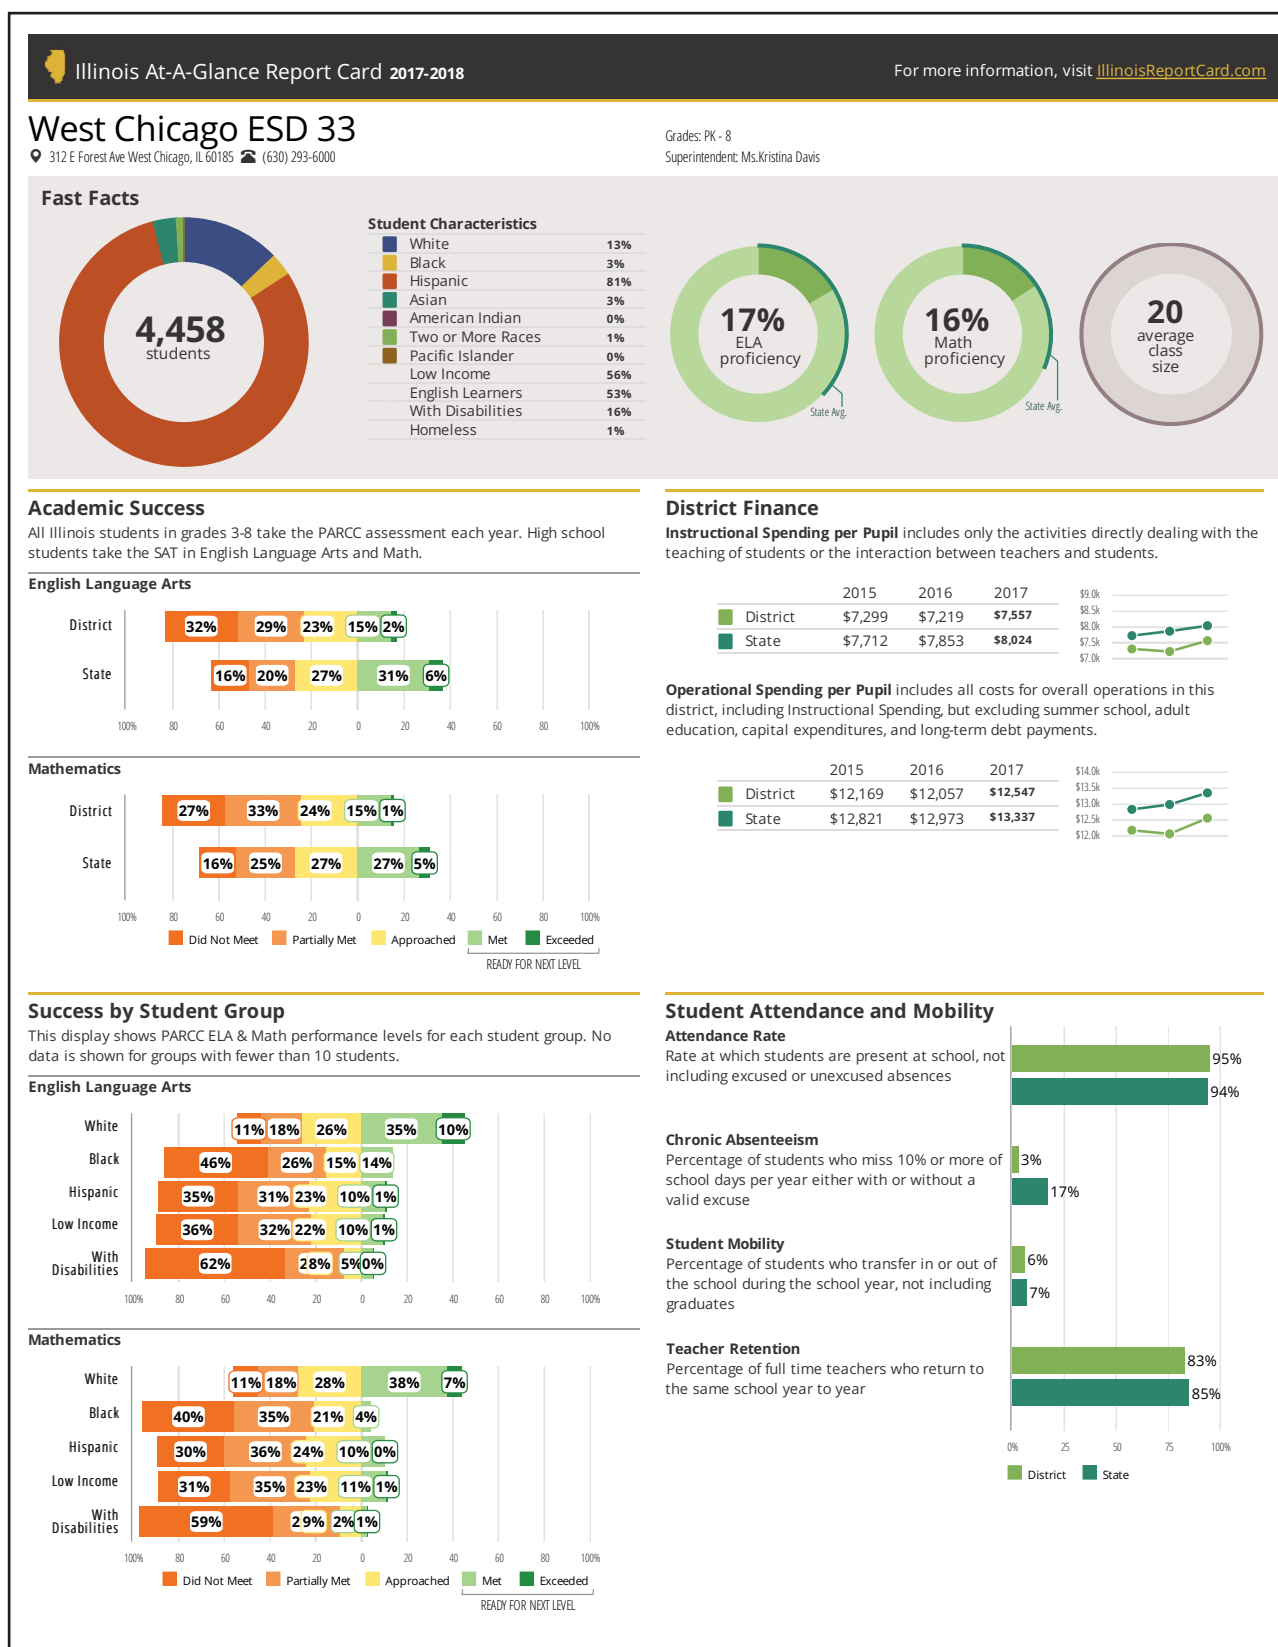 Illinois At-A-Glance Report Card 2017-2018
For more information, visit IllinoisReportCard.com
West Chicago ESD 33
312 E Forest Ave West Chicago, IL 60185 (630) 293-6000
Grades: PK - 8
Superintendent: Ms.Kristina Davis
Fast Facts
4,458
students
Student Characteristics
White 13%
Black 3%
Hispanic 81%
Asian 3%
American Indian 0%
Two or More Races 1%
Pacific Islander 0%
Low Income 56%
English Learners 53%
With Disabilities 16%
Homeless 1%
17%
ELA
proficiency
State Avg.
16%
Math
proficiency
State Avg.
20
average
class
size
Academic Success
All Illinois students in grades 3-8 take the PARCC assessment each year. High school
students take the SAT in English Language Arts and Math.
English Language Arts
District 32% 29% 23% 15% 2%
State 16% 20% 27% 31% 6%
100% 80 60 40 20 0 20 40 60 80 100%
Mathematics
District 27% 33% 24% 15% 1%
State 16% 25% 27% 27% 5%
100% 80 60 40 20 0 20 40 60 80 100%
Did Not Meet Partially Met Approached Met Exceeded
READY FOR NEXT LEVEL
District Finance
Instructional Spending per Pupil includes only the activities directly dealing with the
teaching of students or the interaction between teachers and students.
2015 2016 2017
District $7,299 $7,219 $7,557
State $7,712 $7,853 $8,024
$9.0k
$8.5k
$8.0k
$7.5k
$7.0k
Operational Spending per Pupil includes all costs for overall operations in this
district, including Instructional Spending, but excluding summer school, adult
education, capital expenditures, and long-term debt payments.
2015 2016 2017
District $12,169 $12,057 $12,547
State $12,821 $12,973 $13,337
$14.0k
$13.5k
$13.0k
$12.5k
$12.0k
Success by Student Group
This display shows PARCC ELA & Math performance levels for each student group. No
data is shown for groups with fewer than 10 students.
English Language Arts
White 11% 18% 26% 35% 10%
Black 46% 26% 15% 14%
Hispanic 35% 31% 23% 10% 1%
Low Income 36% 32% 22% 10% 1%
With
Disabilities 62% 28% 5% 0%
100% 80 60 40 20 0 20 40 60 80 100%
Mathematics
White 11% 18% 28% 38% 7%
Black 40% 35% 21% 4%
Hispanic 30% 36% 24% 10% 0%
Low Income 31% 35% 23% 11% 1%
With
Disabilities 59% 29% 2% 1%
100% 80 60 40 20 0 20 40 60 80 100%
Did Not Meet Partially Met Approached Met Exceeded
READY FOR NEXT LEVEL
Student Attendance and Mobility
Attendance Rate
Rate at which students are present at school, not
including excused or unexcused absences
95%
94%
Chronic Absenteeism
Percentage of students who miss 10% or more of
school days per year either with or without a
valid excuse
3%
17%
Student Mobility
Percentage of students who transfer in or out of
the school during the school year, not including
graduates
6%
7%
Teacher Retention
Percentage of full time teachers who return to
the same school year to year
83%
85%
0% 25 50 75 100%
District State